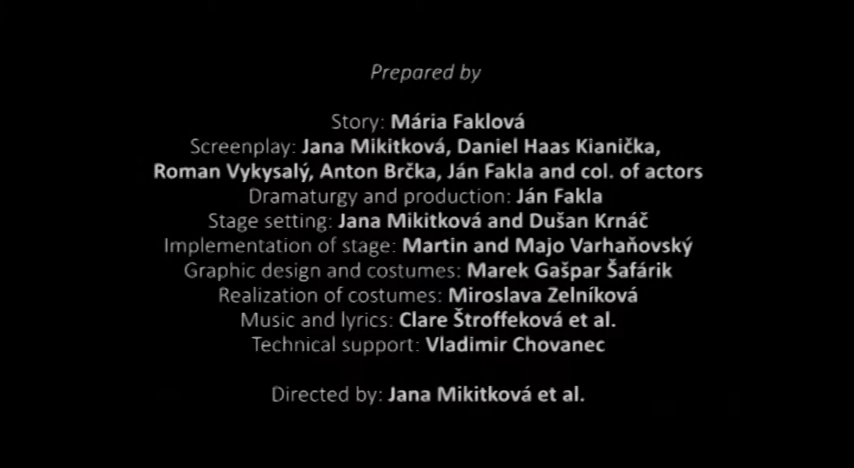 Prepared by
Story: Mária Faklová
Screenplay: Jana Mikitková, Daniel Haas Kianička,
Roman Vykysalý, Anton Brčka, Ján Fakla and col. of actors
Dramaturgy and production: Ján Fakla
Stage setting: Jana Mikitková and Dušan Krnáč
Implementation of stage: Martin and Majo Varhaňovský
Graphic design and costumes: Marek Gašpar Šafárik
Realization of costumes: Miroslava Zelníková
Music and lyrics: Clare Štroffeková et al.
Technical support: Vladimir Chovanec
Directed by: Jana Mikitková et al.